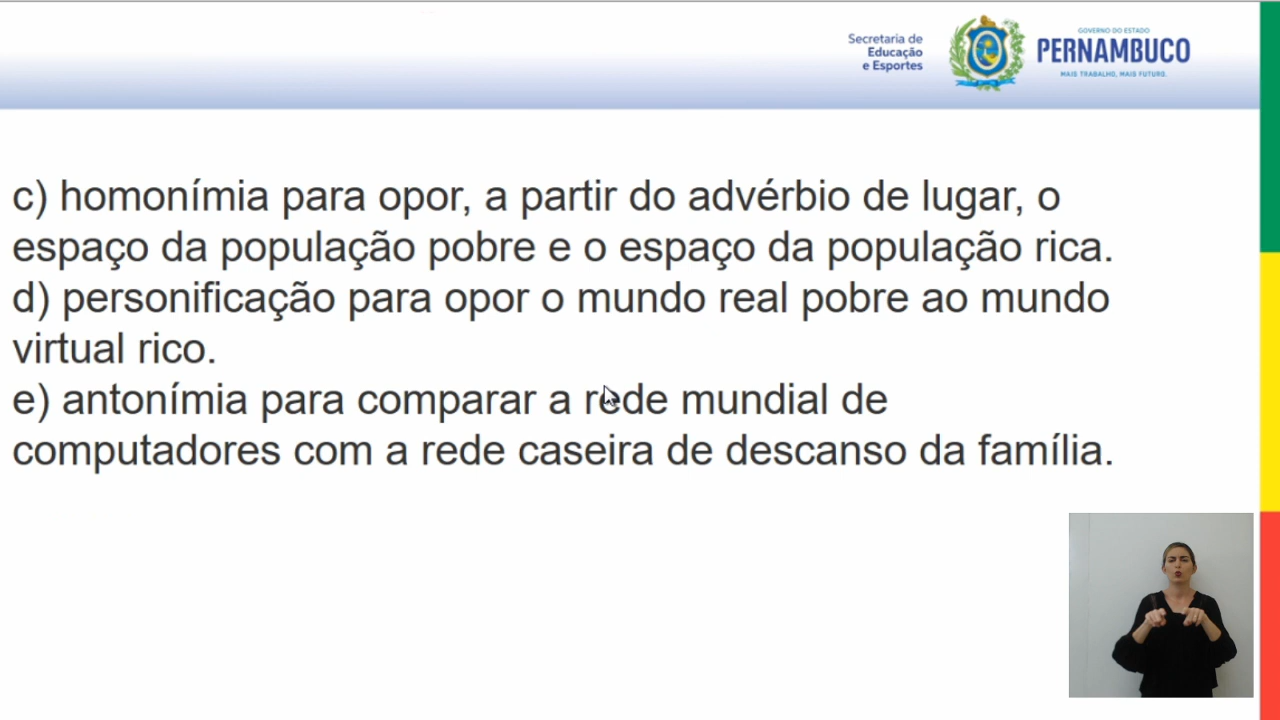 Secretaria de
Educação
e Esportes
GOVERNO DO ESTADO
PERNAMBUCO
MAIS TRABALHO, MAIS FUTURO.
c) homonímia para opor, a partir do advérbio de lugar, o
espaço da população pobre e o espaço da população rica.
d) personificação para opor o mundo real pobre ao mundo
virtual rico.
e) antonímia para comparar a rede mundial de
computadores com a rede caseira de descanso da família.